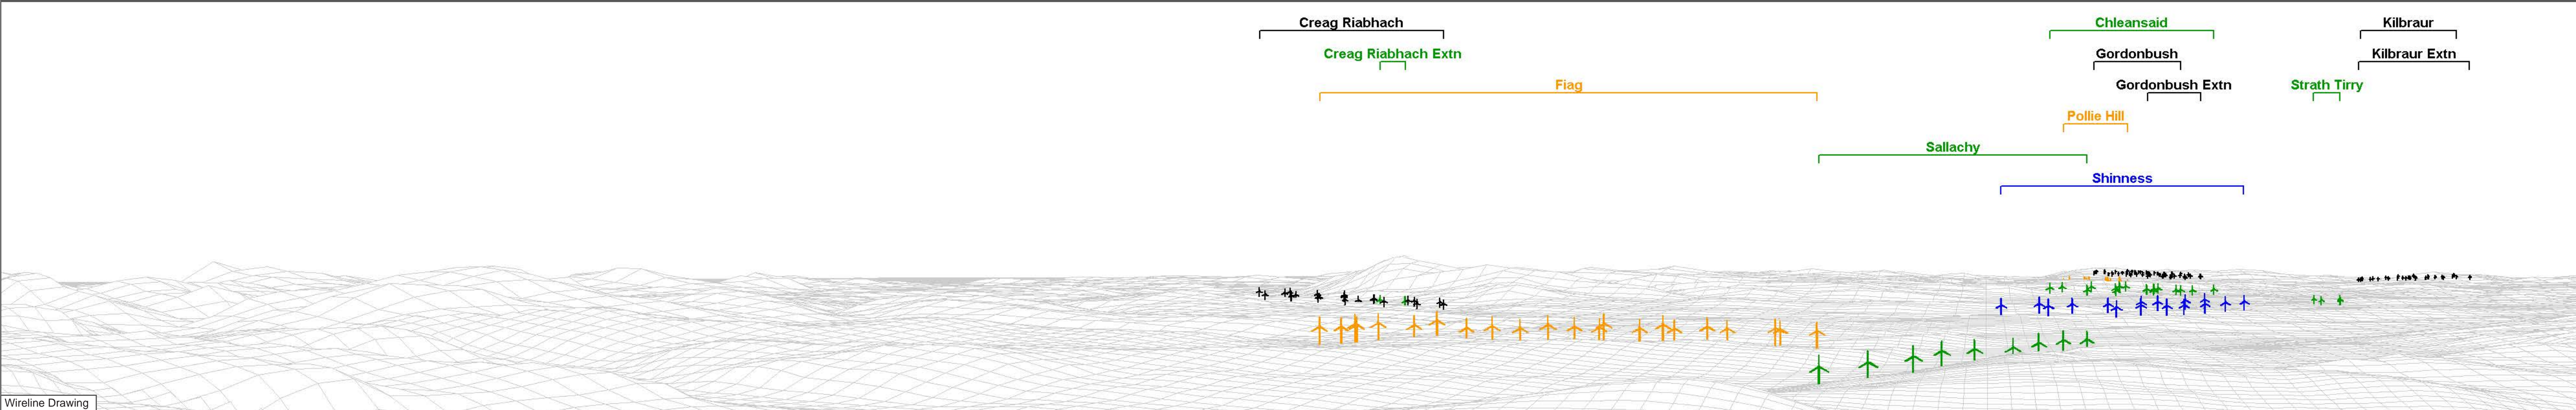 Creag Riabhach
Chleansaid
Kilbraur
Creag Riabhach Extn
Gordonbush
Kilbraur Extn
Fiag
Gordonbush Extn
Strath Tirry
Pollie Hill
Sallachy
Shinness
Wireline Drawing